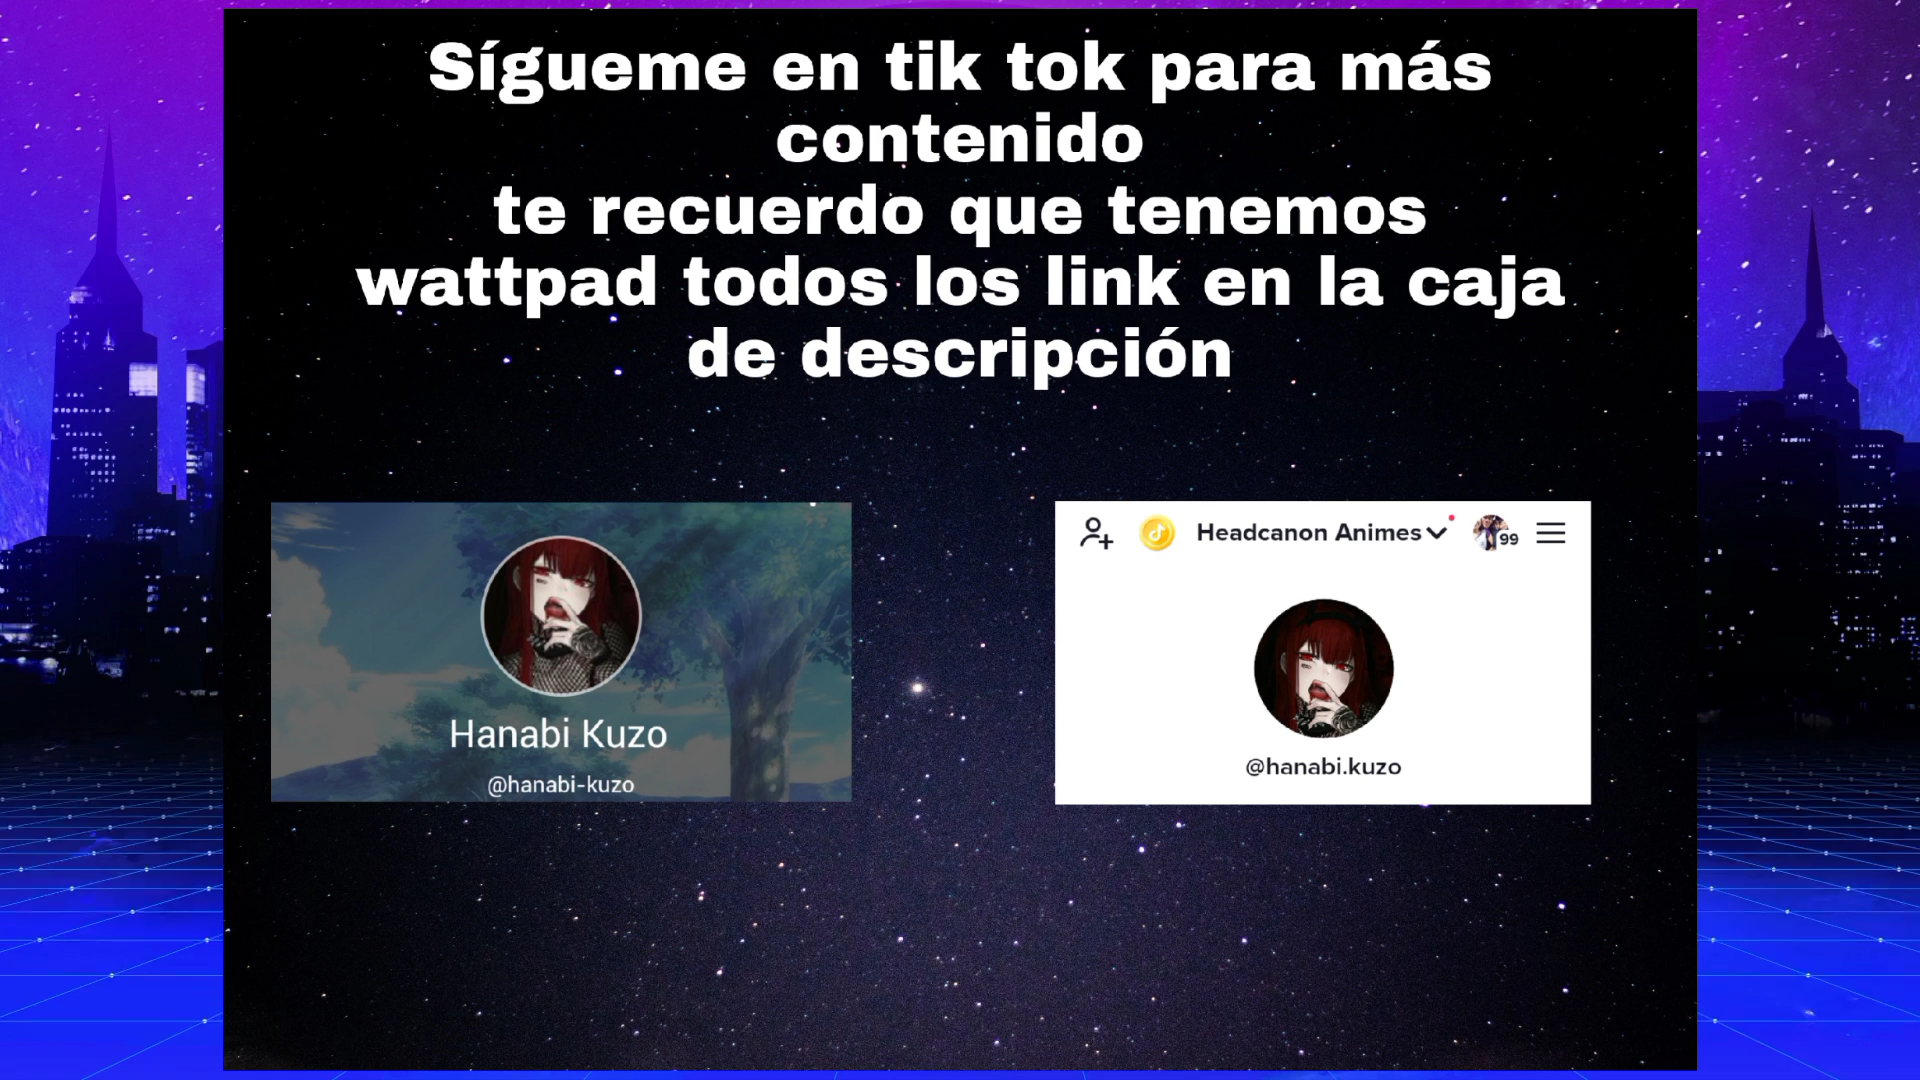 Sígueme en tik tok para más
contenido
te recuerdo que tenemos
wattpad todos los link en la caja
de descripción
Hanabi Kuzo
@hanabi-kuzo
Headcanon Animes
99
@hanabi.kuzo